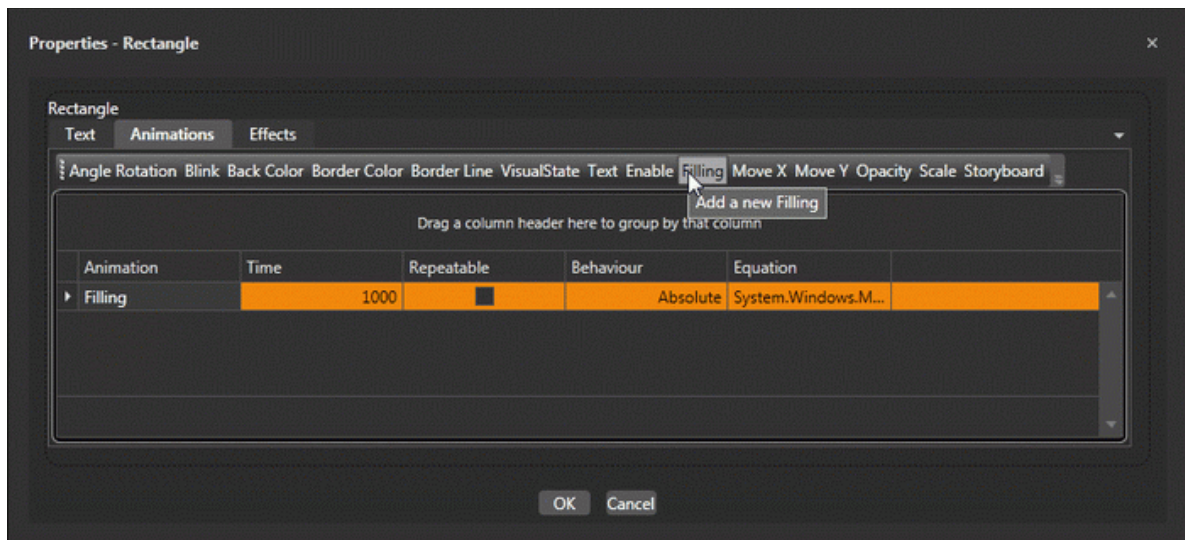 Properties - Rectangle
Rectangle
Text Animations Effects
Angle Rotation Blink Back Color Border Color Border Line VisualState Text Enable Filling Move X Move Y Opacity Scale Storyboard
Add a new Filling
Drag a column header here to group by that column
Animation Time Repeatable Behaviour Equation
Filling 1000 Absolute System.Windows.M...
OK Cancel